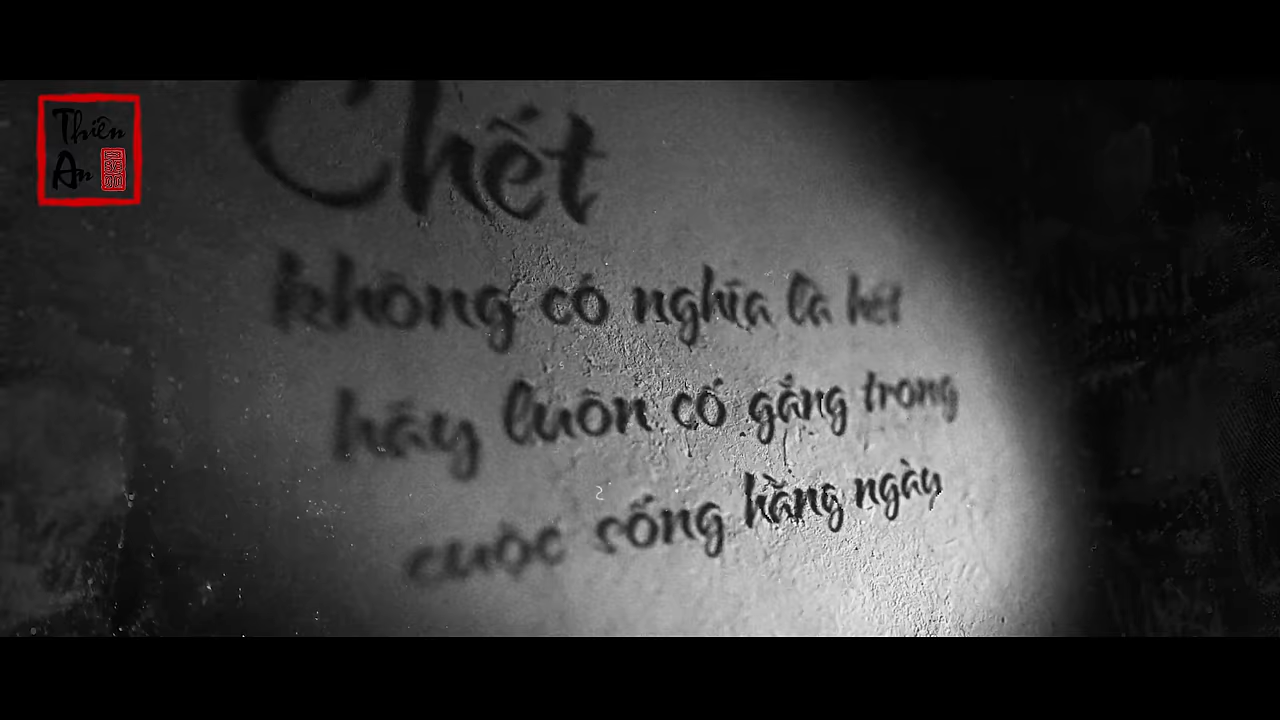 Thiên
An
Chết
không có nghĩa là hết
hãy luôn cố gắng trong
cuộc sống hằng ngày